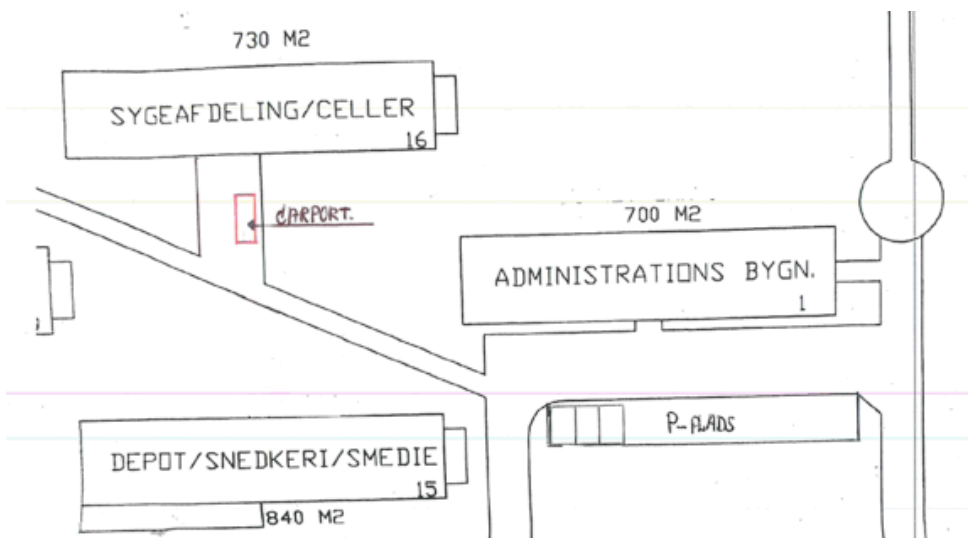 730 M2
SYGEAFDELING/CELLER
16
CARPORT.
700 M2
ADMINISTRATIONS BYGN.
1
P-PLADS
DEPOT/SNEDKERI/SMEDIE
15
840 M2